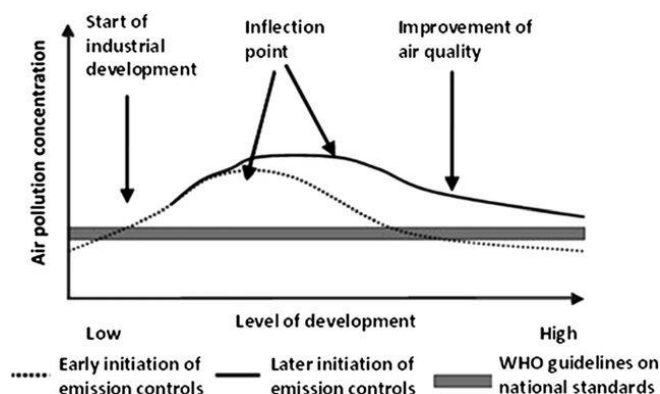 Start of
industrial
development
Inflection
point
Improvement of
air quality
Air pollution concentration
Low
Level of development
High
Early initiation of
emission controls
Later initiation of
emission controls
WHO guidelines on
national standards